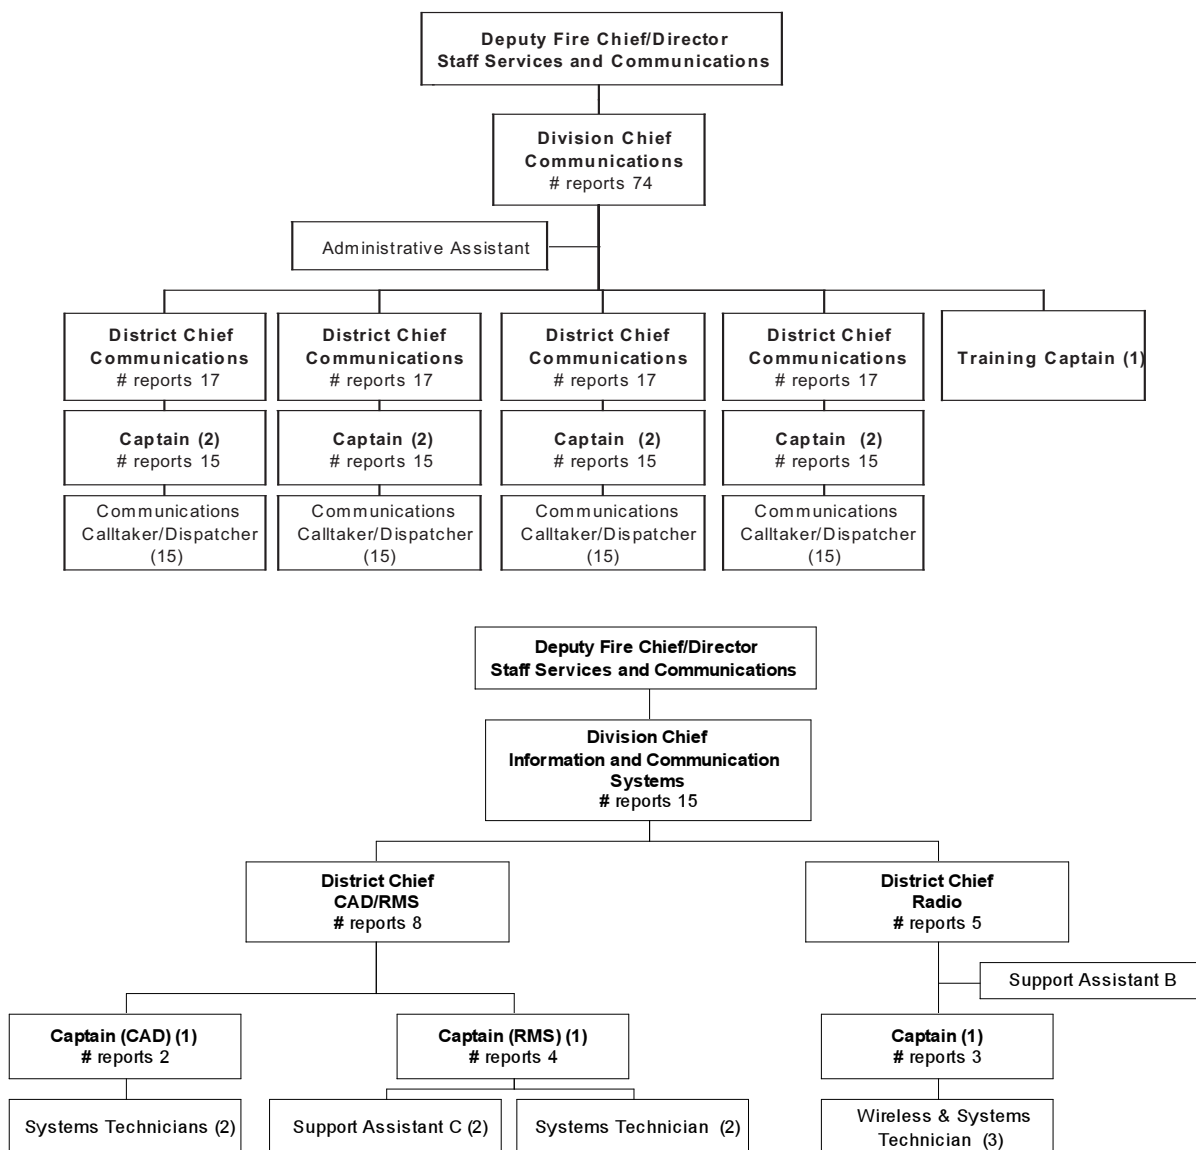 Deputy Fire Chief/Director
Staff Services and Communications
Division Chief
Communications
# reports 74
Administrative Assistant
District Chief
Communications
# reports 17
District Chief
Communications
# reports 17
District Chief
Communications
# reports 17
District Chief
Communications
# reports 17
Training Captain (1)
Captain (2)
# reports 15
Captain (2)
# reports 15
Captain (2)
# reports 15
Captain (2)
# reports 15
Communications
Calltaker/Dispatcher
(15)
Communications
Calltaker/Dispatcher
(15)
Communications
Calltaker/Dispatcher
(15)
Communications
Calltaker/Dispatcher
(15)
Deputy Fire Chief/Director
Staff Services and Communications
Division Chief
Information and Communication
Systems
# reports 15
District Chief
CAD/RMS
# reports 8
District Chief
Radio
# reports 5
Support Assistant B
Captain (CAD) (1)
# reports 2
Captain (RMS) (1)
# reports 4
Captain (1)
# reports 3
Systems Technicians (2)
Support Assistant C (2)
Systems Technician (2)
Wireless & Systems
Technician (3)